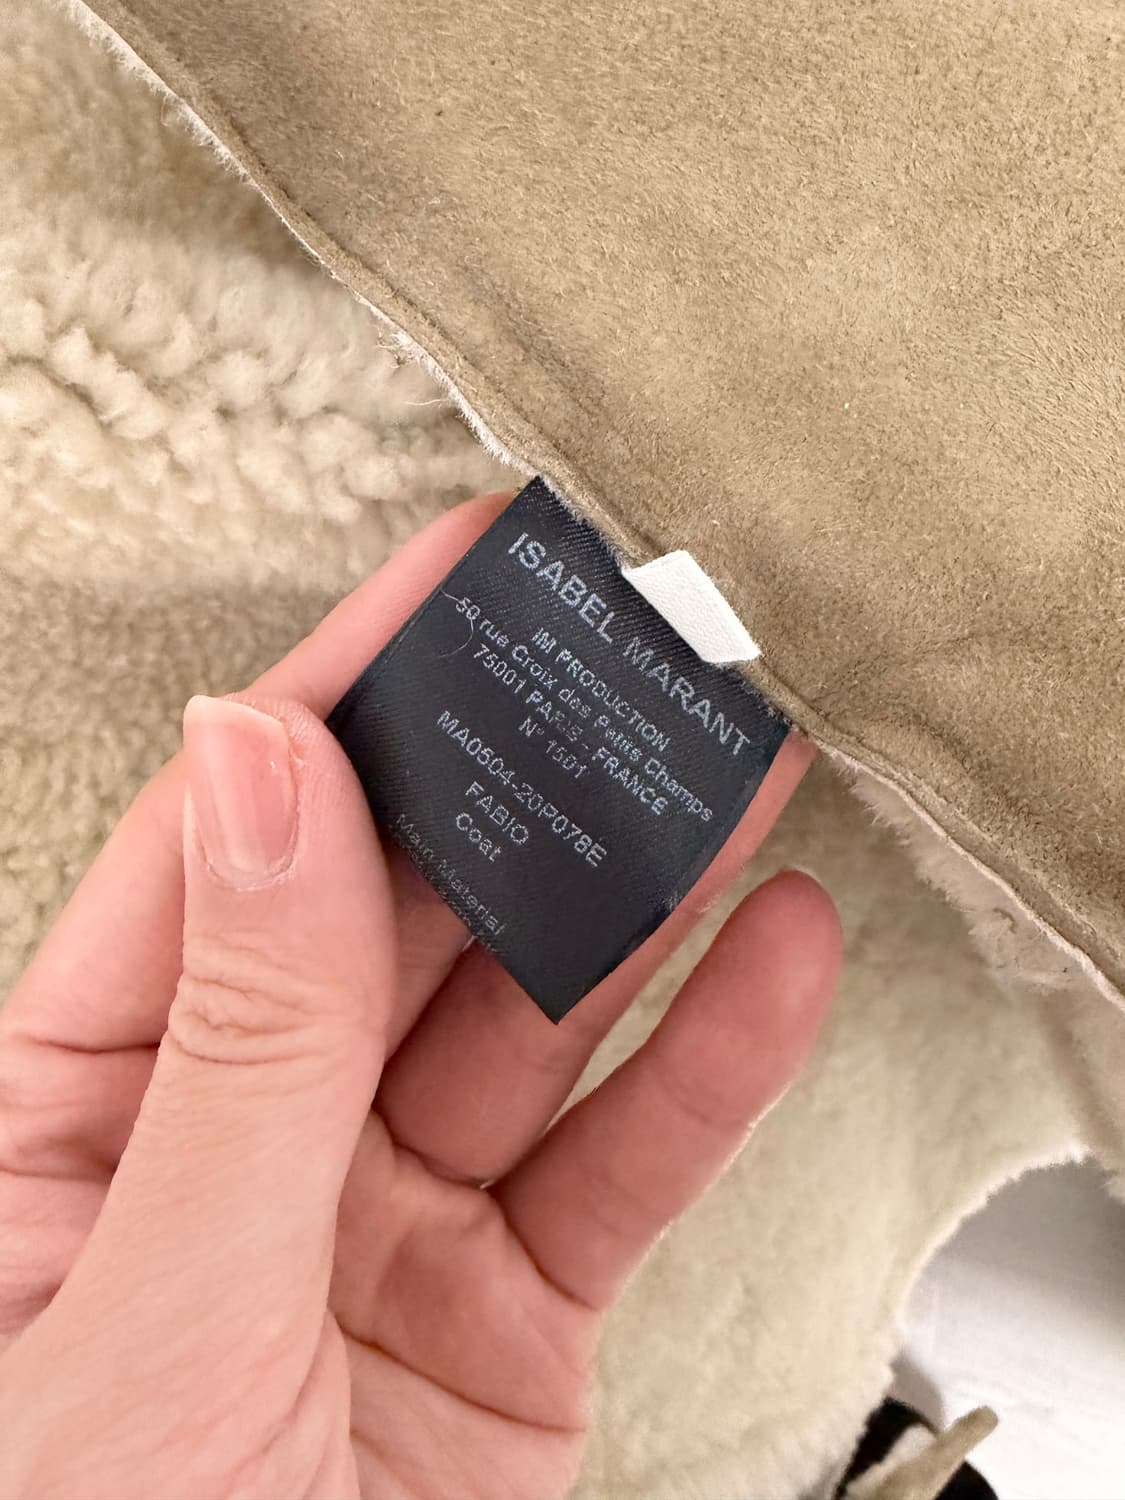 ISABEL MARANT
IM PRODUCTION
50 rue Croix des Petits Champs
75001 PARIS - FRANCE
N° 1501
MA0604-20P078E
FABIO
Coat
Main Material